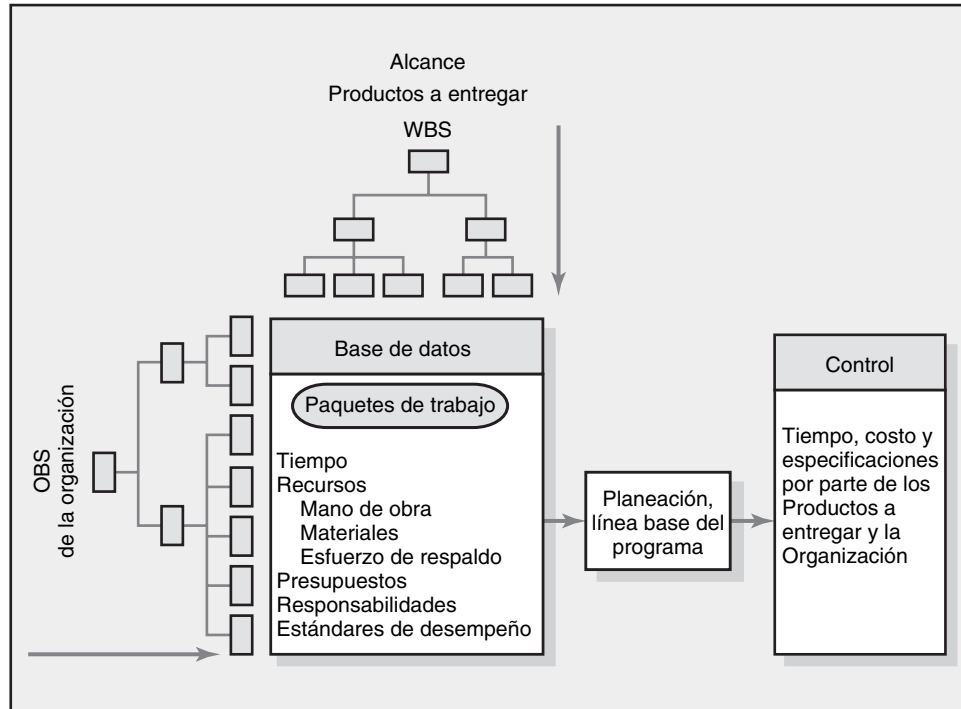 Alcance
Productos a entregar
WBS
OBS
de la organización
Base de datos
Paquetes de trabajo
Tiempo
Recursos
Mano de obra
Materiales
Esfuerzo de respaldo
Presupuestos
Responsabilidades
Estándares de desempeño
Planeación,
línea base del
programa
Control
Tiempo, costo y
especificaciones
por parte de los
Productos a
entregar y la
Organización